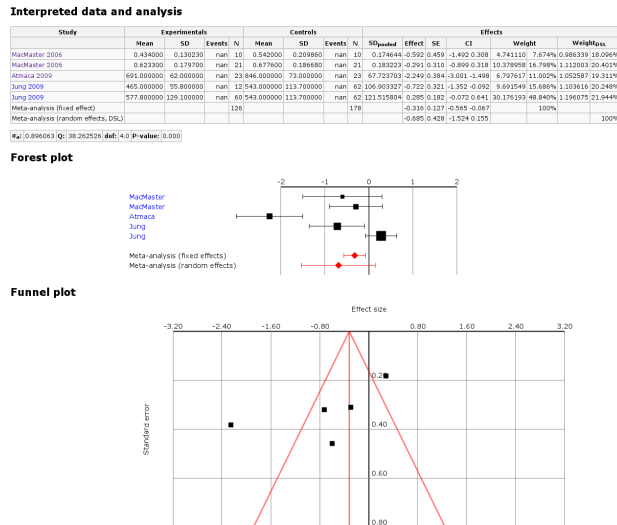 Interpreted data and analysis
Study Experimentals Controls Effects
Mean SD Events N Mean SD Events N SDpooled Effect SE CI Weight WeightDSL
MacMaster 2006 0.434000 0.130230 nan 10 0.542000 0.209860 nan 10 0.174644 -0.592 0.459 -1.492 0.308 4.741110 7.674% 0.986339 18.096%
MacMaster 2006 0.623300 0.179700 nan 21 0.677600 0.186680 nan 21 0.183223 -0.291 0.310 -0.899 0.318 10.378958 16.798% 1.112003 20.401%
Atmaca 2009 691.000000 62.000000 nan 23 846.000000 73.000000 nan 23 67.723703 -2.249 0.384 -3.001 -1.498 6.797617 11.002% 1.052587 19.311%
Jung 2009 465.000000 55.800000 nan 12 543.000000 113.700000 nan 62 106.903327 -0.722 0.321 -1.352 -0.092 9.691549 15.686% 1.103616 20.248%
Jung 2009 577.800000 129.100000 nan 60 543.000000 113.700000 nan 62 121.515804 0.285 0.182 -0.072 0.641 30.176193 48.840% 1.196075 21.944%
Meta-analysis (fixed effect) 126 178 -0.316 0.127 -0.565 -0.067 100%
Meta-analysis (random effects, DSL) -0.685 0.428 -1.524 0.155 100%
σa: 0.896063 Q: 38.262526 dof: 4.0 P-value: 0.000
Forest plot
-2 -1 0 1 2
MacMaster
MacMaster
Atmaca
Jung
Jung
Meta-analysis (fixed effects)
Meta-analysis (random effects)
Funnel plot
Effect size
-3.20 -2.40 -1.60 -0.80 0.80 1.60 2.40 3.20
0.20
Standard error
0.40
0.60
0.80